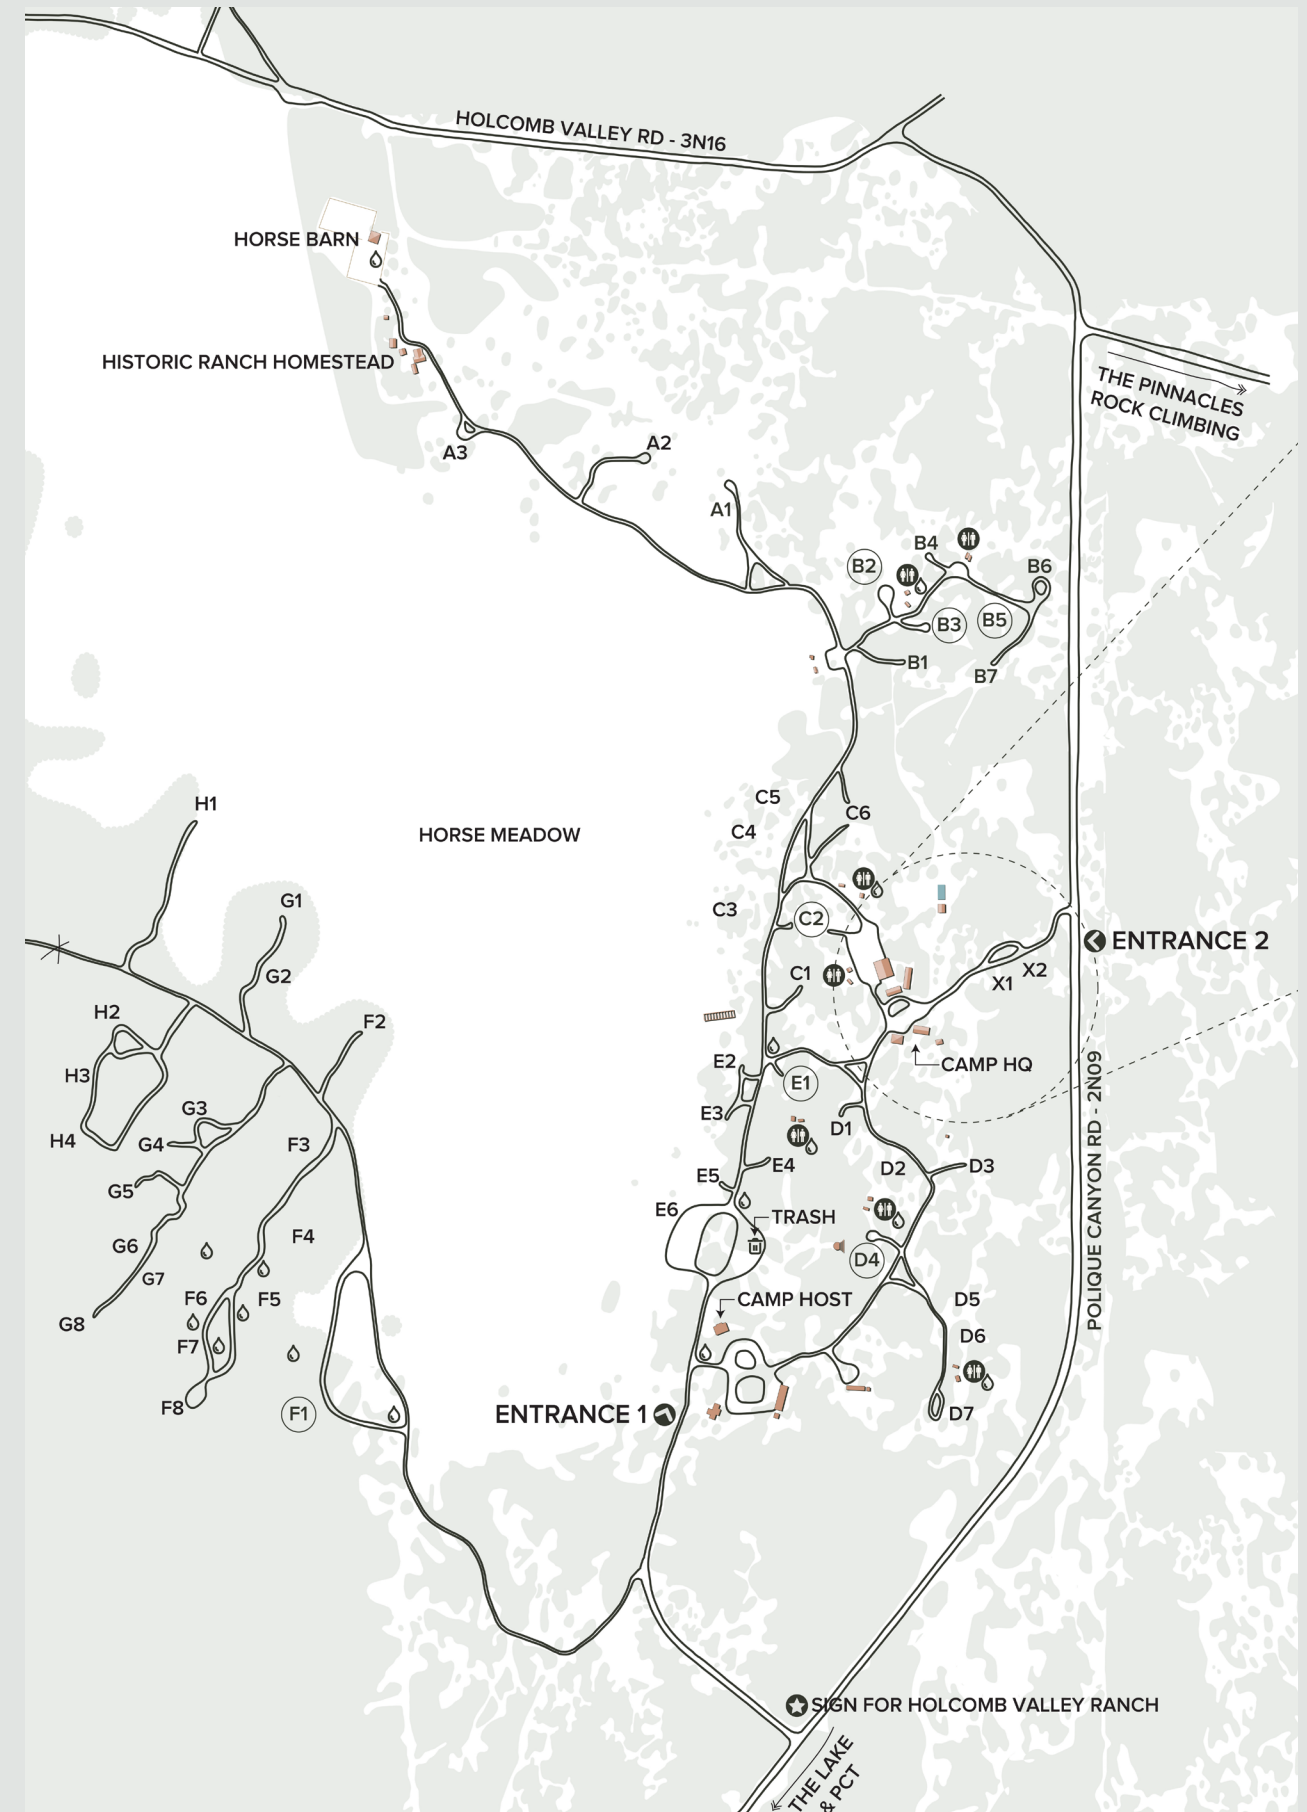 HOLCOMB VALLEY RD - 3N16
HORSE BARN
HISTORIC RANCH HOMESTEAD
THE PINNACLES
ROCK CLIMBING
A3
A2
A1
B4
B2
B6
B3
B5
B1
B7
C5
C6
C4
H1
HORSE MEADOW
G1
C3
C2
ENTRANCE 2
G2
C1
X1
X2
H2
F2
E2
CAMP HQ
H3
E1
G3
E3
D1
H4
G4
F3
E4
D2
D3
G5
E5
E6
TRASH
G6
F4
D4
G7
F6
F5
CAMP HOST
D5
G8
F7
D6
F8
F1
ENTRANCE 1
D7
POLIQUE CANYON RD - 2N09
SIGN FOR HOLCOMB VALLEY RANCH
THE LAKE
& PCT